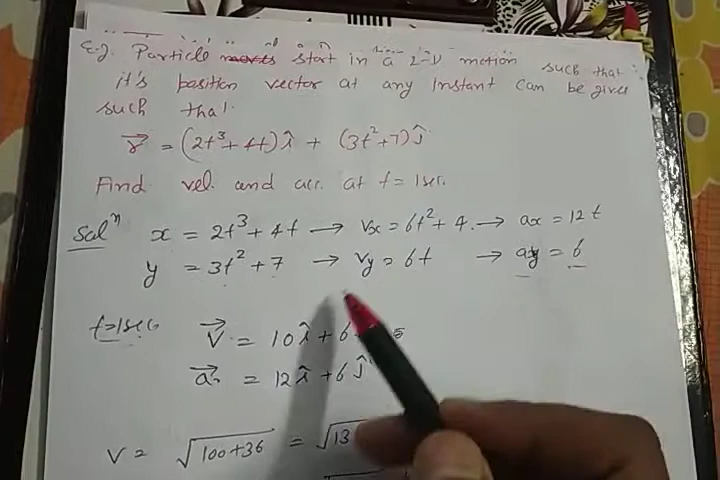 e.g. Particle start in a 2-D motion such that
it's position vector at any instant can be given
such that.
r⃗ = (2t³+4t)î + (3t²+7)ĵ
Find vel. and acc. at t=1sec.
Solⁿ x = 2t³+4t → Vx = 6t²+4. → ax = 12t
y = 3t²+7 → Vy = 6t → ay = 6
t=1sec V⃗ = 10î + 6
a⃗ = 12î + 6ĵ
V = √100+36 = √13